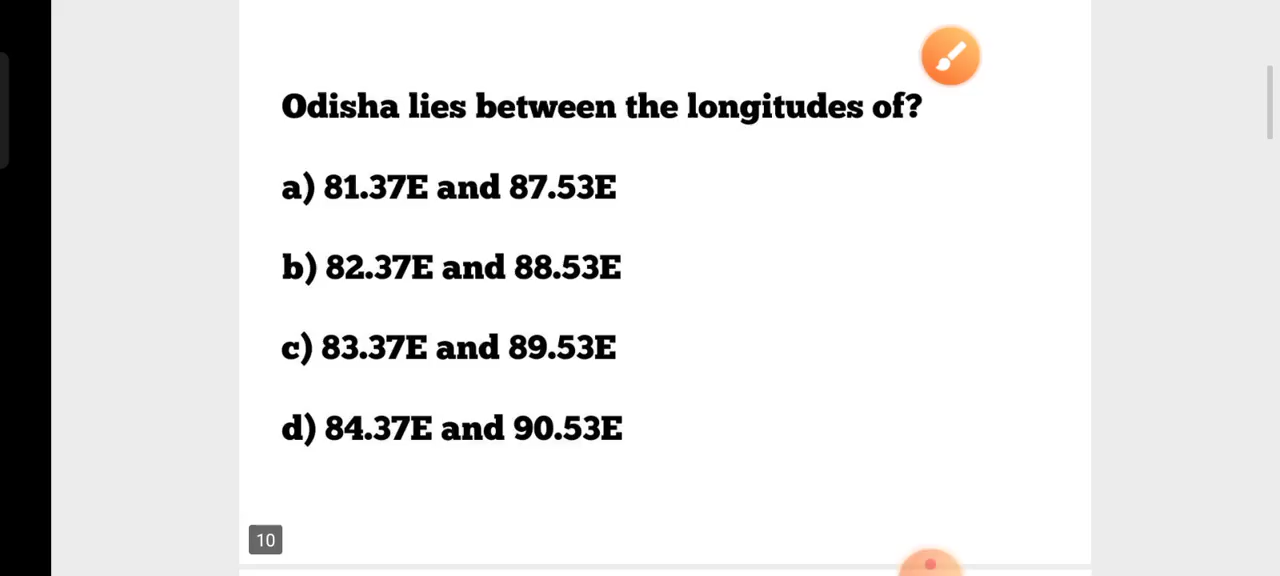 Odisha lies between the longitudes of?
a) 81.37E and 87.53E
b) 82.37E and 88.53E
c) 83.37E and 89.53E
d) 84.37E and 90.53E
10